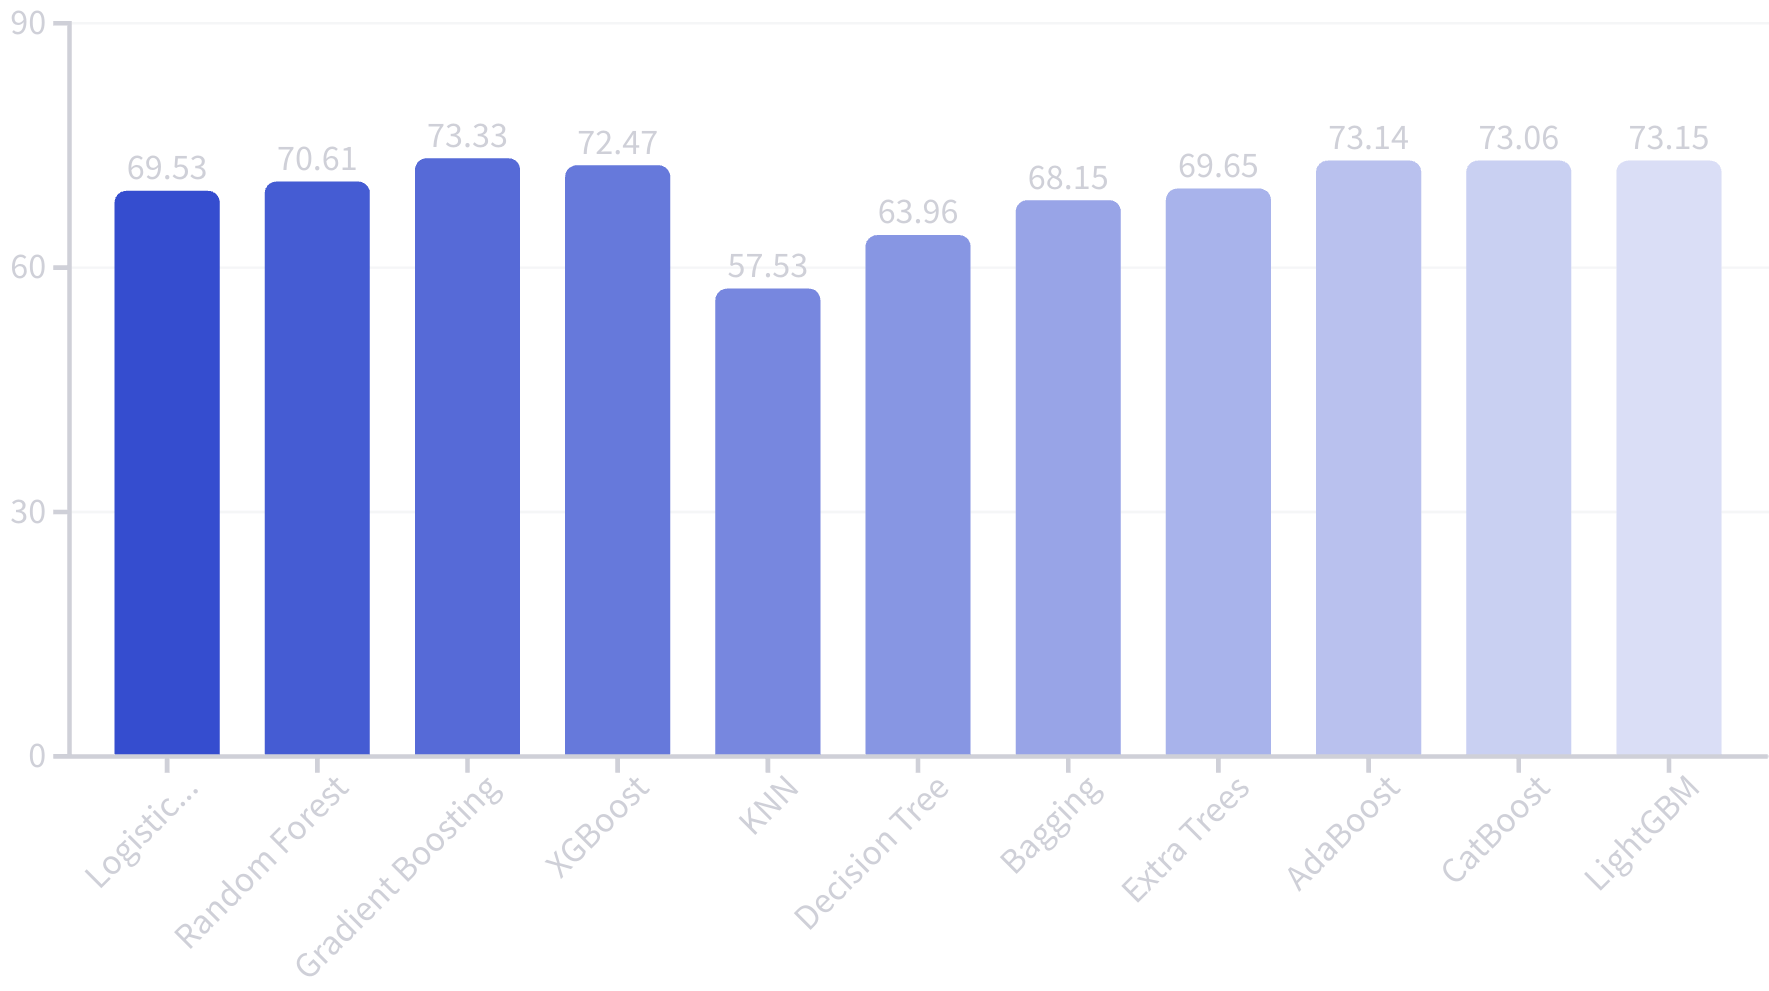 90
60
30
0
69.53
70.61
73.33
72.47
57.53
63.96
68.15
69.65
73.14
73.06
73.15
Logistic...
Random Forest
Gradient Boosting
XGBoost
KNN
Decision Tree
Bagging
Extra Trees
AdaBoost
CatBoost
LightGBM